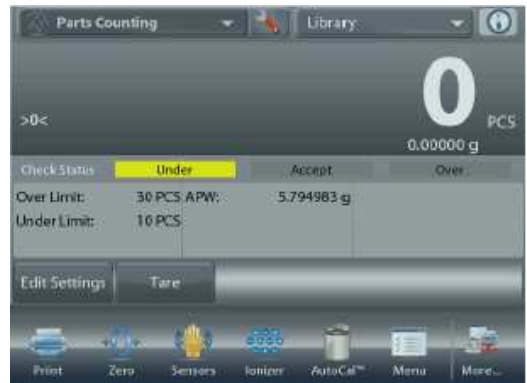 Parts Counting Library
0
>0< PCS
0.00000 g
Check Status Under Accept Over
Over Limit: 30 PCS APW: 5.794983 g
Under Limit: 10 PCS
Edit Settings Tare
Print Zero Sensors Ionizer AutoCal™ Menu More...